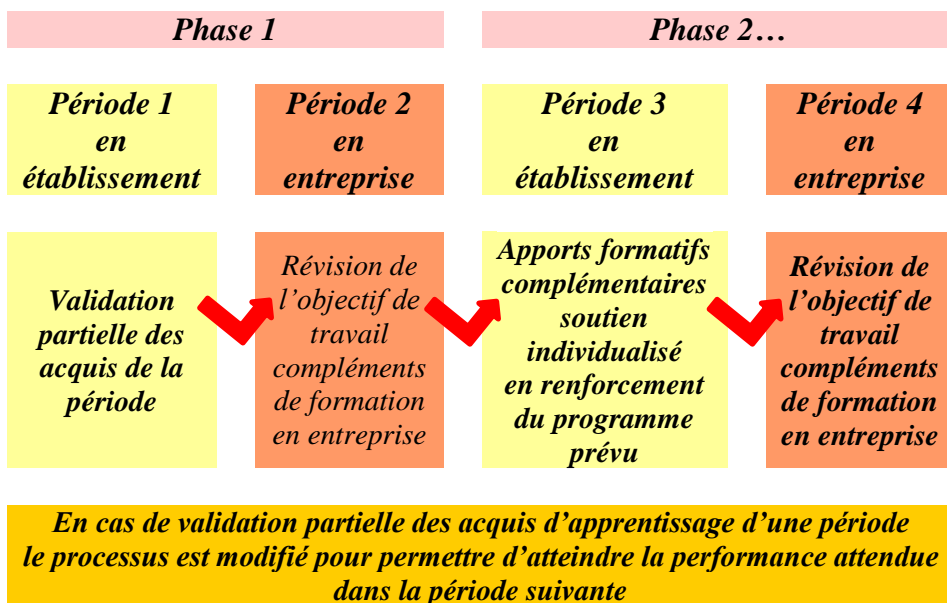 Phase 1
Phase 2…
Période 1
en
établissement
Période 2
en
entreprise
Période 3
en
établissement
Période 4
en
entreprise
Validation
partielle des
acquis de la
période
Révision de
l’objectif de
travail
compléments
de formation
en entreprise
Apports formatifs
complémentaires
soutien
individualisé
en renforcement
du programme
prévu
Révision de
l’objectif de
travail
compléments
de formation
en entreprise
En cas de validation partielle des acquis d’apprentissage d’une période
le processus est modifié pour permettre d’atteindre la performance attendue
dans la période suivante